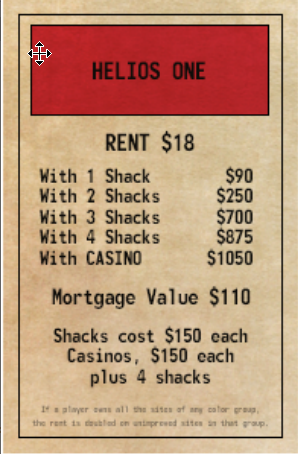 HELIOS ONE
RENT $18
With 1 Shack $90
With 2 Shacks $250
With 3 Shacks $700
With 4 Shacks $875
With CASINO $1050
Mortgage Value $110
Shacks cost $150 each
Casinos, $150 each
plus 4 shacks
If a player owns all the sites of any color group,
the rent is doubled on unimproved sites in that group.